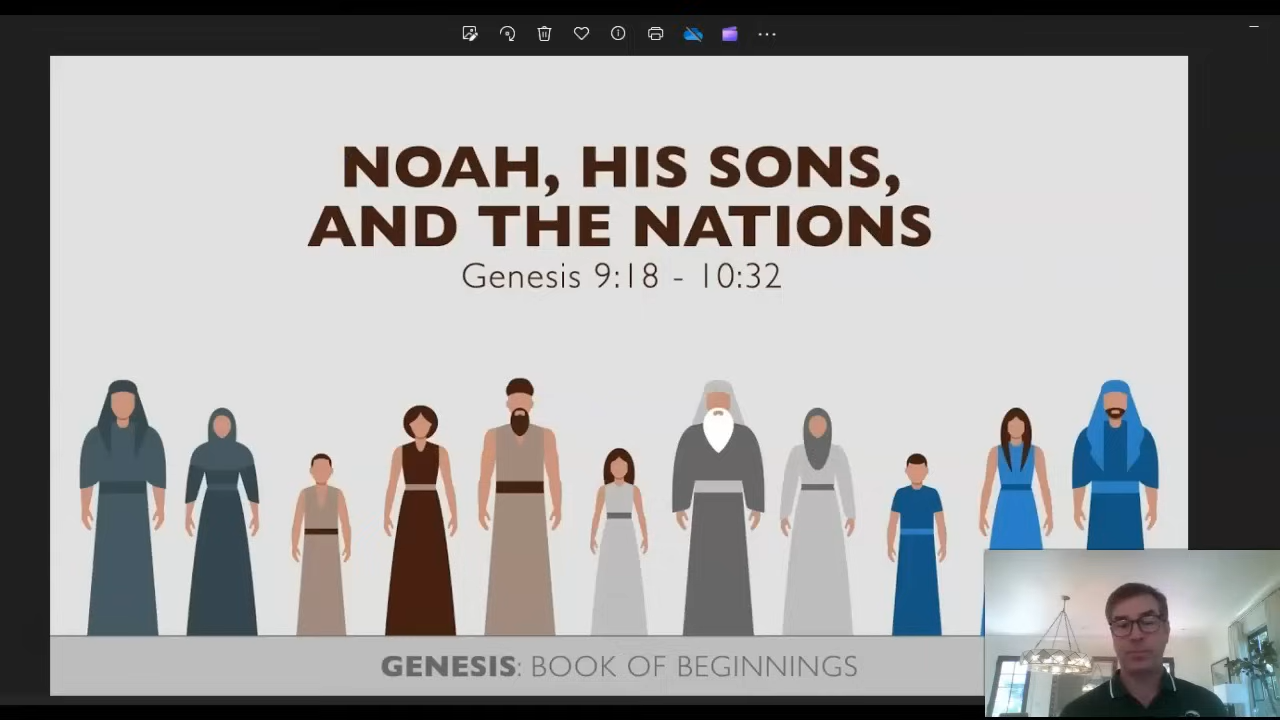 NOAH, HIS SONS,
AND THE NATIONS
Genesis 9:18 - 10:32
GENESIS: BOOK OF BEGINNINGS